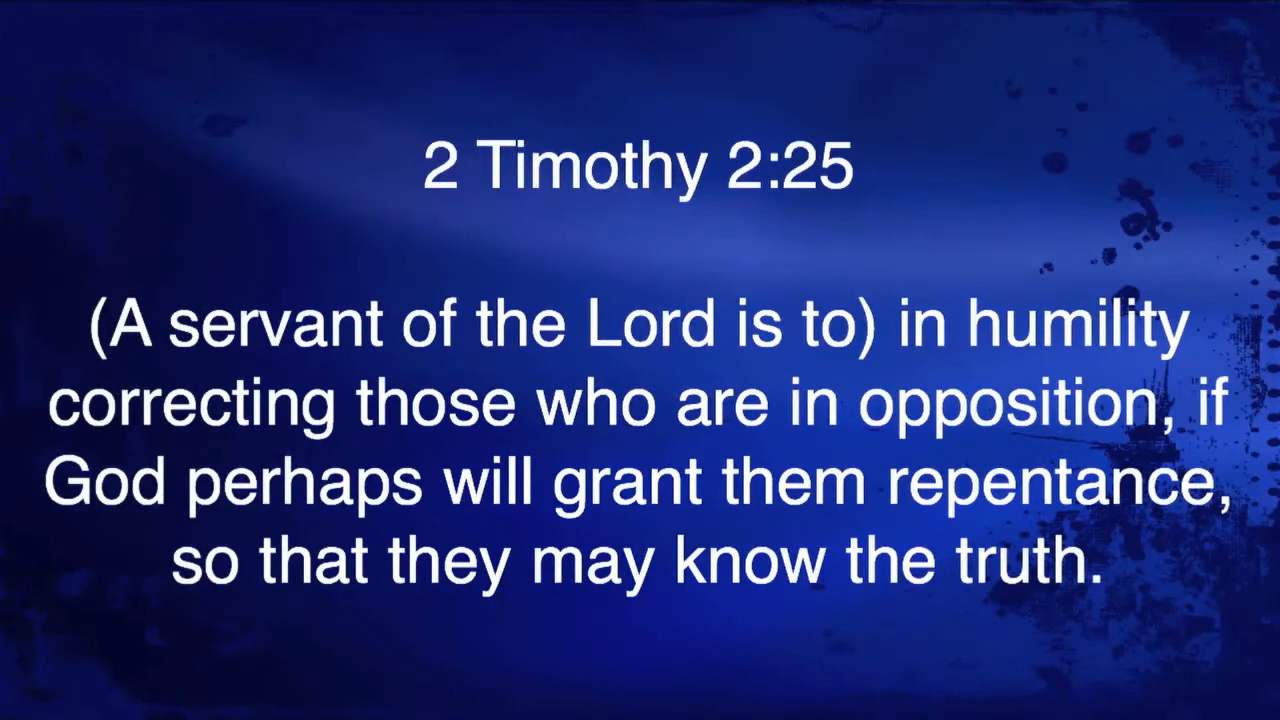 2 Timothy 2:25
(A servant of the Lord is to) in humility
correcting those who are in opposition, if
God perhaps will grant them repentance,
so that they may know the truth.